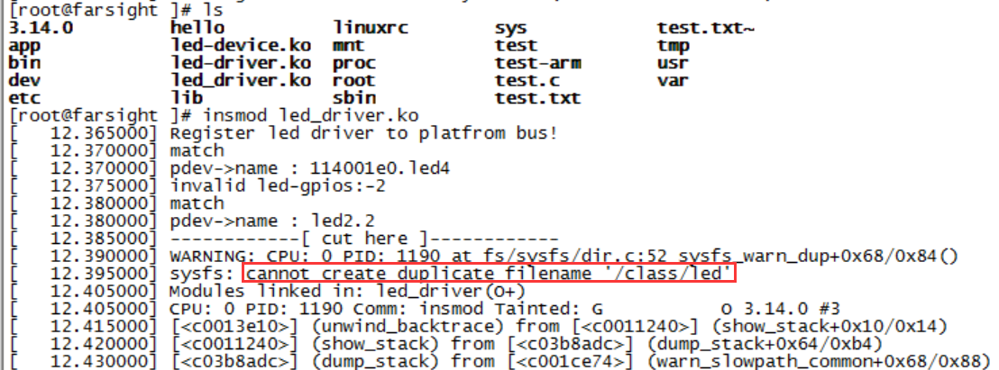 [root@farsight ]# ls
3.14.0 hello linuxrc sys test.txt~
app led-device.ko mnt test tmp
bin led-driver.ko proc test-arm usr
dev led_driver.ko root test.c var
etc lib sbin test.txt
[root@farsight ]# insmod led_driver.ko
[ 12.365000] Register led driver to platfrom bus!
[ 12.370000] match
[ 12.370000] pdev->name : 114001e0.led4
[ 12.375000] invalid led-gpios:-2
[ 12.380000] match
[ 12.380000] pdev->name : led2.2
[ 12.385000] ------------[ cut here ]------------
[ 12.390000] WARNING: CPU: 0 PID: 1190 at fs/sysfs/dir.c:52 sysfs_warn_dup+0x68/0x84()
[ 12.395000] sysfs: cannot create duplicate filename '/class/led'
[ 12.405000] Modules linked in: led_driver(O+)
[ 12.405000] CPU: 0 PID: 1190 Comm: insmod Tainted: G O 3.14.0 #3
[ 12.415000] [<c0013e10>] (unwind_backtrace) from [<c0011240>] (show_stack+0x10/0x14)
[ 12.420000] [<c0011240>] (show_stack) from [<c03b8adc>] (dump_stack+0x64/0xb4)
[ 12.430000] [<c03b8adc>] (dump_stack) from [<c001ce74>] (warn_slowpath_common+0x68/0x88)